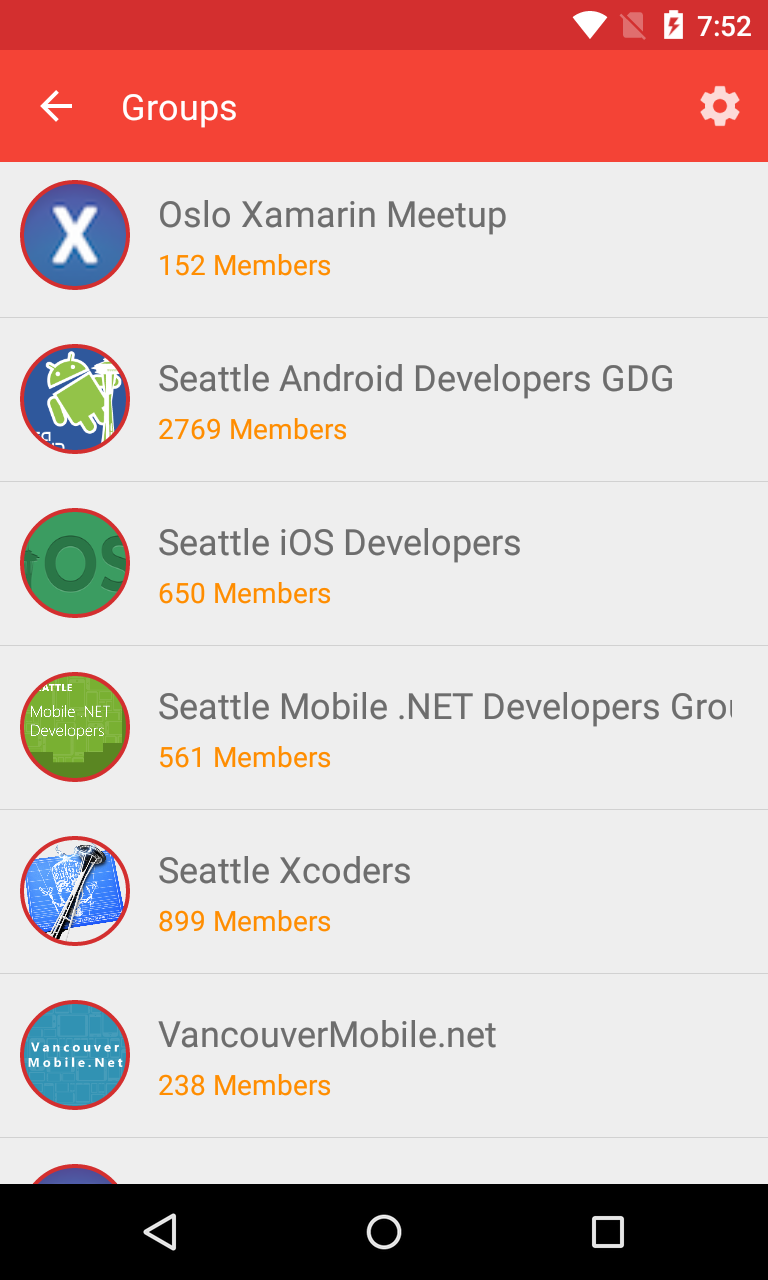 7:52
Groups
X
Oslo Xamarin Meetup
152 Members
Seattle Android Developers GDG
2769 Members
iOS
Seattle iOS Developers
650 Members
ATTLE
Mobile .NET
Developers
Seattle Mobile .NET Developers Grou
561 Members
Seattle Xcoders
899 Members
Vancouver
Mobile.Net
VancouverMobile.net
238 Members